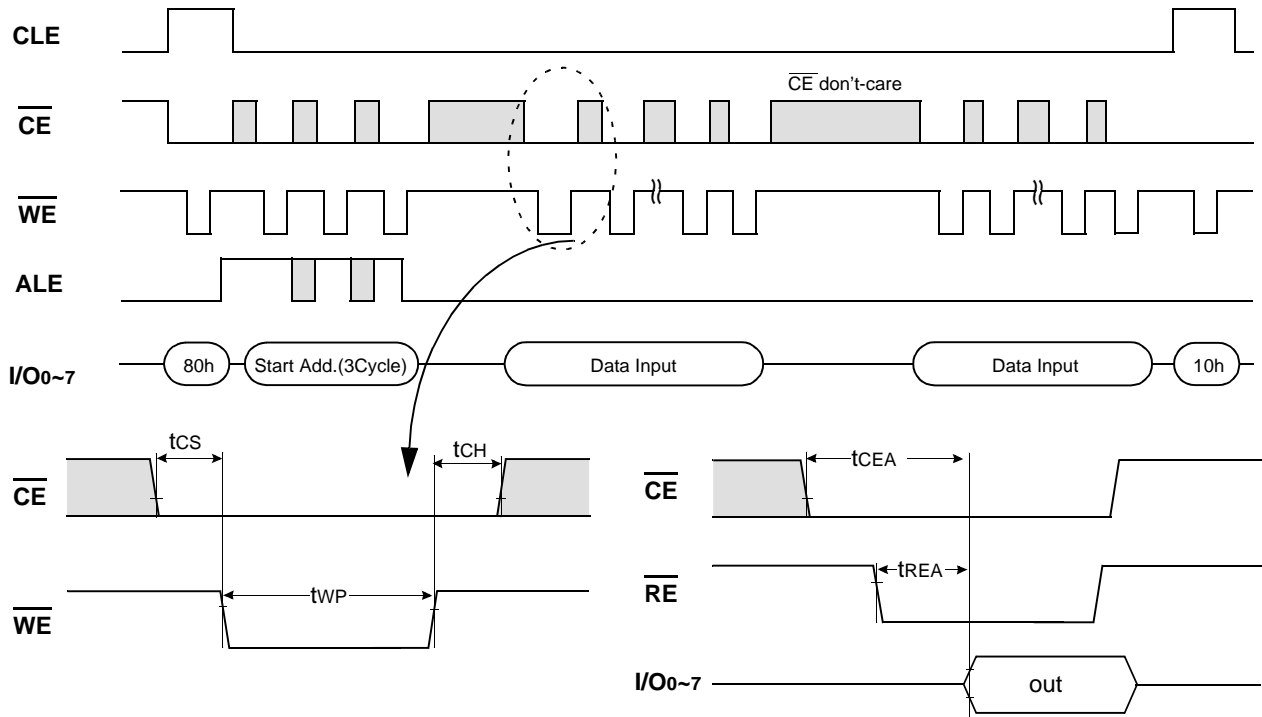 CLE
CE don't-care
CE
WE
ALE
I/O0~7
80h
Start Add.(3Cycle)
Data Input
Data Input
10h
tCS
tCH
CE
tWP
WE
tCEA
CE
tREA
RE
I/O0~7
out